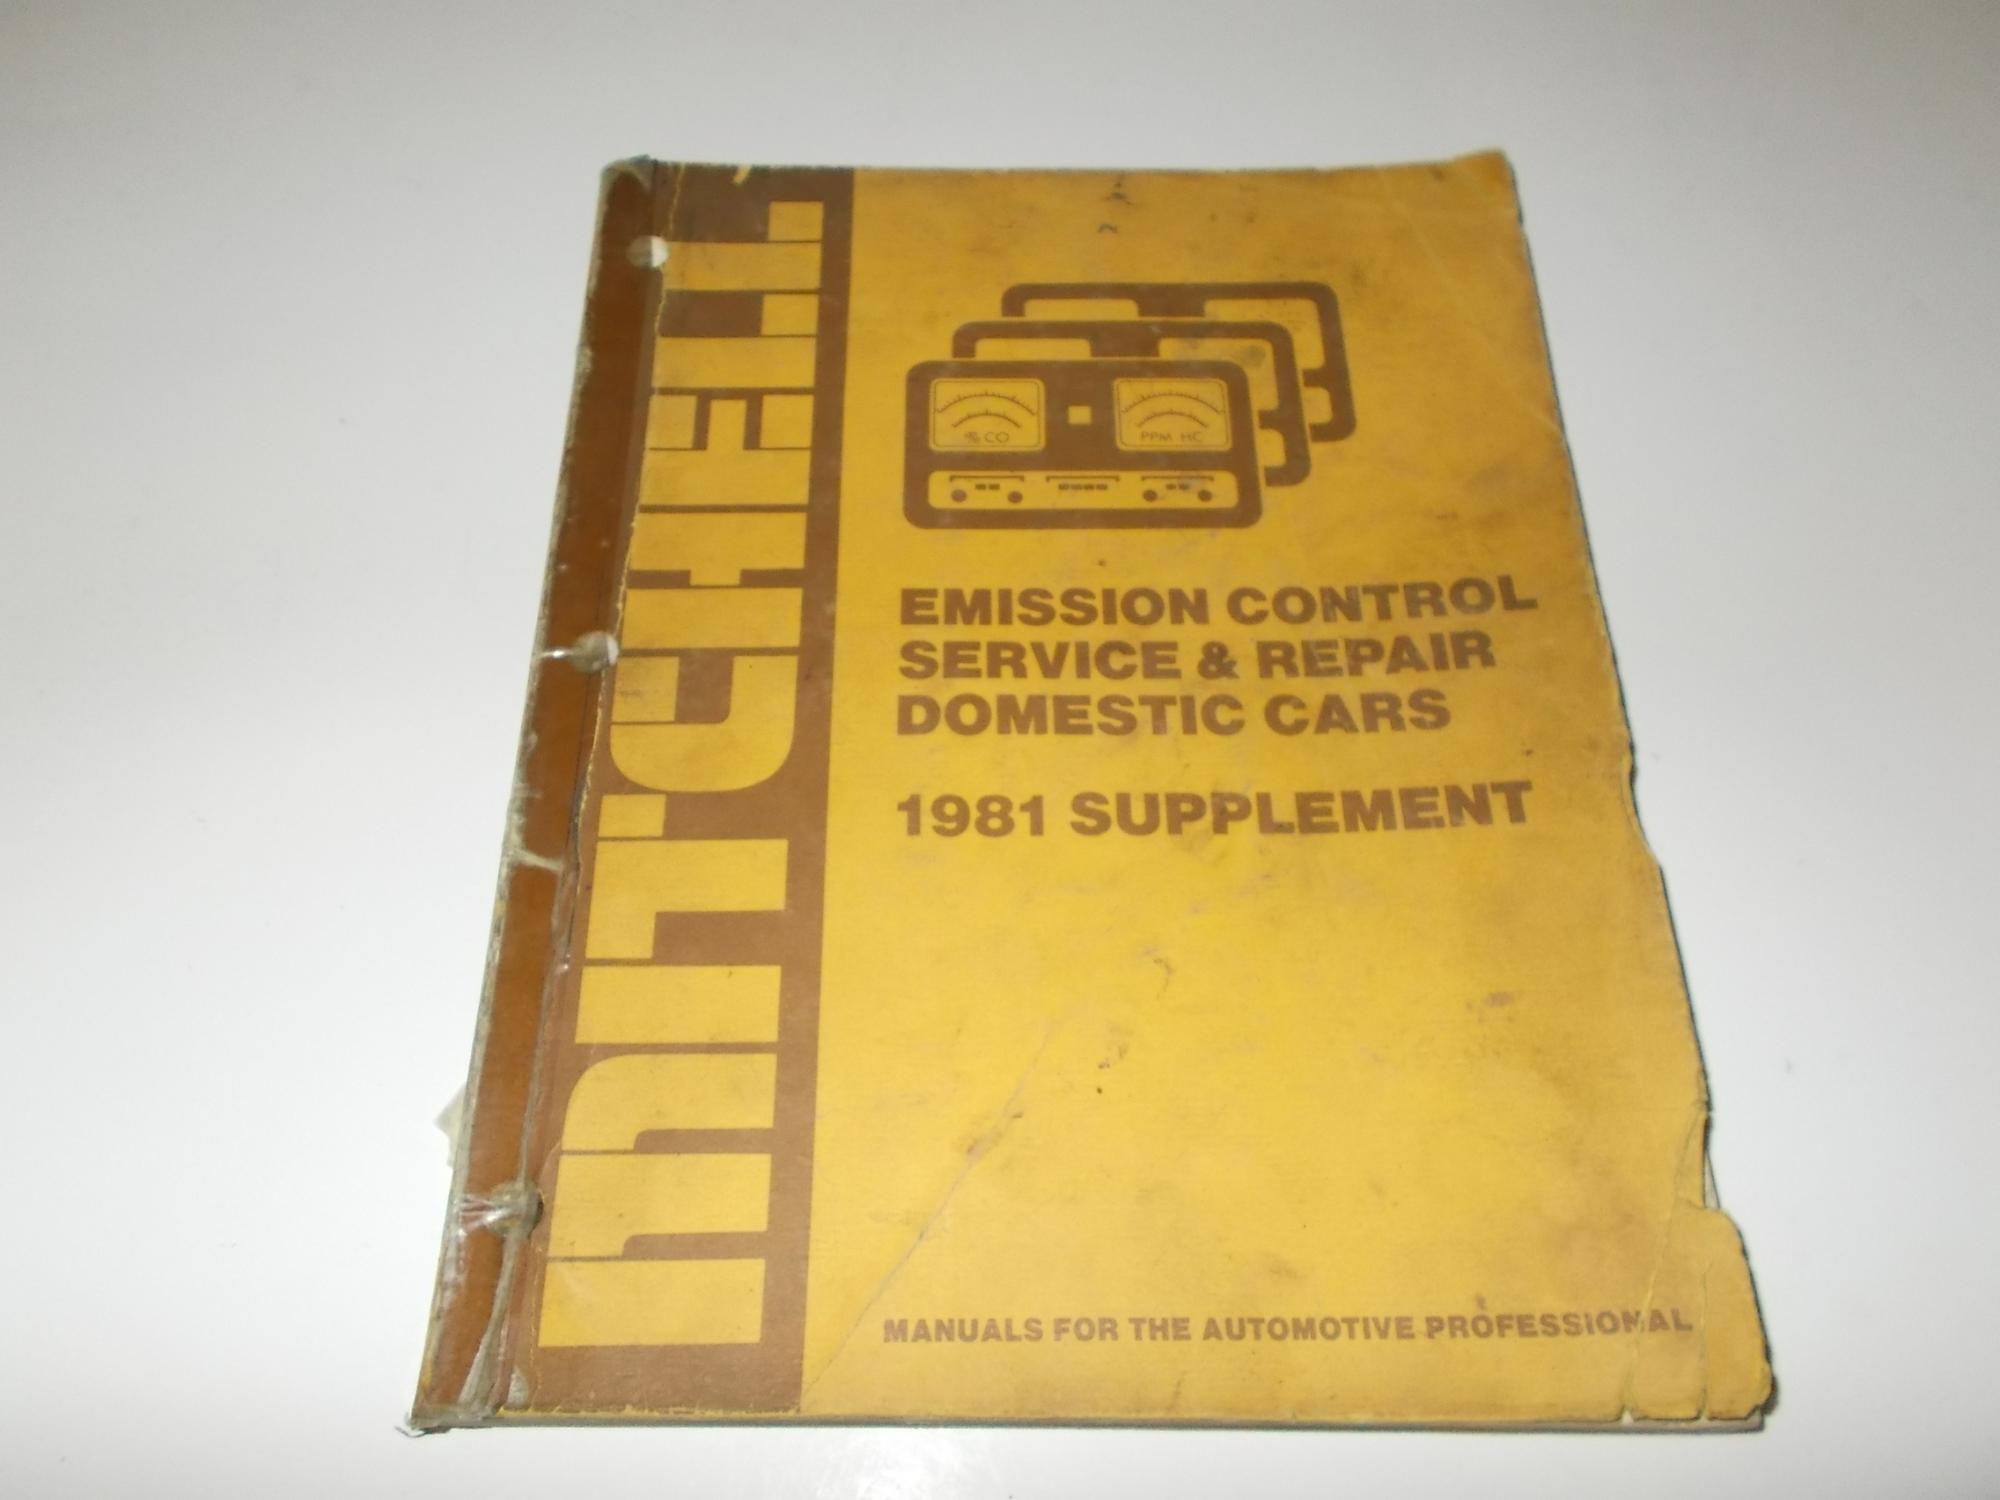 mitchell
% CO
PPM HC
EMISSION CONTROL
SERVICE & REPAIR
DOMESTIC CARS
1981 SUPPLEMENT
MANUALS FOR THE AUTOMOTIVE PROFESSIONAL